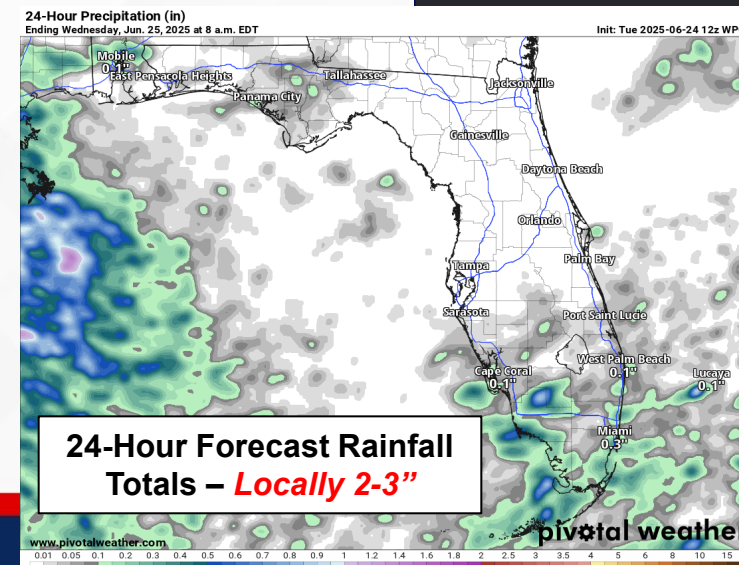 24-Hour Precipitation (in)
Ending Wednesday, Jun. 25, 2025 at 8 a.m. EDT
Init: Tue 2025-06-24 12z WP
Mobile
0.1"
East Pensacola Heights
Tallahassee
Jacksonville
Panama City
Gainesville
Daytona Beach
Orlando
Palm Bay
Tampa
Sarasota
Port Saint Lucie
West Palm Beach
0.1"
Cape Coral
0.1"
Lucaya
0.1"
Miami
0.3"
24-Hour Forecast Rainfall
Totals – Locally 2-3”
pivotal weathe
www.pivotalweather.com
0.01 0.05 0.1 0.2 0.3 0.4 0.5 0.6 0.7 0.8 0.9 1 1.2 1.4 1.6 1.8 2 2.5 3 3.5 4 5 6 8 10 15